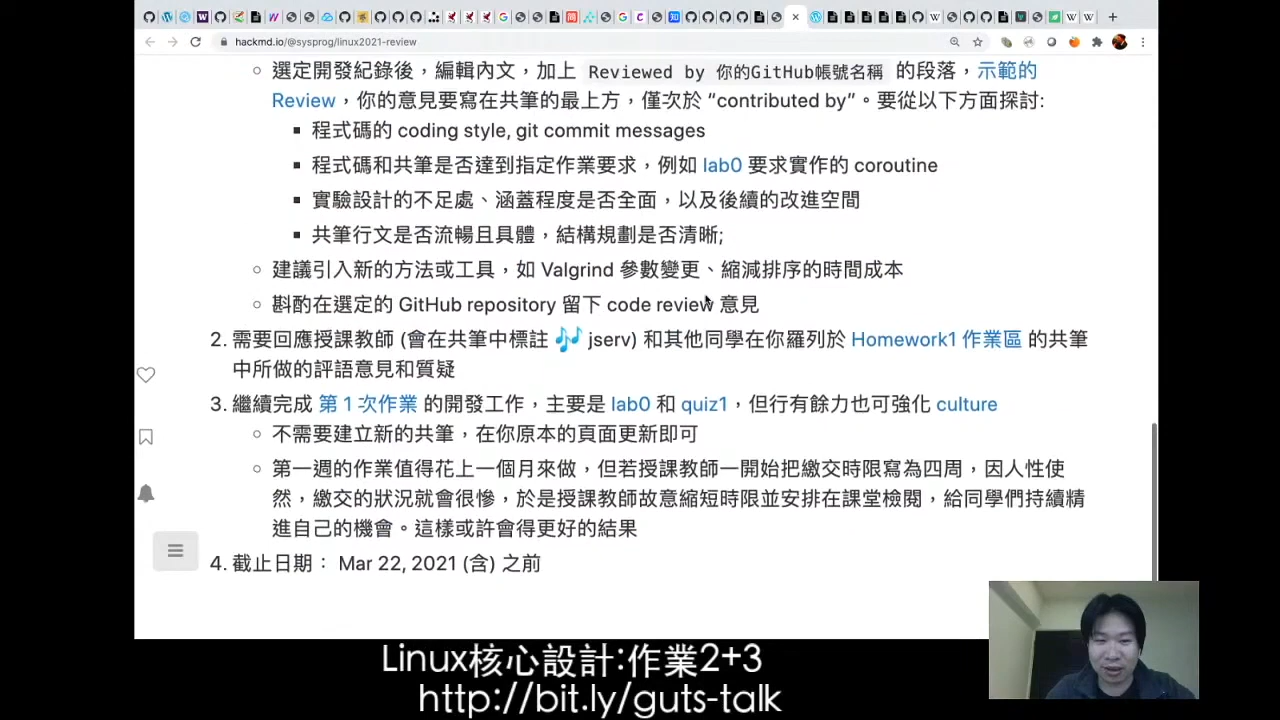 hackmd.io/@sysprog/linux2021-review
選定開發紀錄後，編輯內文，加上 Reviewed by 你的GitHub帳號名稱 的段落，示範的
Review，你的意見要寫在共筆的最上方，僅次於 “contributed by”。要從以下方面探討:
程式碼的 coding style, git commit messages
程式碼和共筆是否達到指定作業要求，例如 lab0 要求實作的 coroutine
實驗設計的不足處、涵蓋程度是否全面，以及後續的改進空間
共筆行文是否流暢且具體，結構規劃是否清晰;
建議引入新的方法或工具，如 Valgrind 參數變更、縮減排序的時間成本
斟酌在選定的 GitHub repository 留下 code review 意見
2. 需要回應授課教師 (會在共筆中標註 🎶 jserv) 和其他同學在你羅列於 Homework1 作業區 的共筆
中所做的評語意見和質疑
3. 繼續完成 第 1 次作業 的開發工作，主要是 lab0 和 quiz1，但行有餘力也可強化 culture
不需要建立新的共筆，在你原本的頁面更新即可
第一週的作業值得花上一個月來做，但若授課教師一開始把繳交時限寫為四周，因人性使
然，繳交的狀況就會很慘，於是授課教師故意縮短時限並安排在課堂檢閱，給同學們持續精
進自己的機會。這樣或許會得更好的結果
4. 截止日期： Mar 22, 2021 (含) 之前
Linux核心設計:作業2+3
http://bit.ly/guts-talk